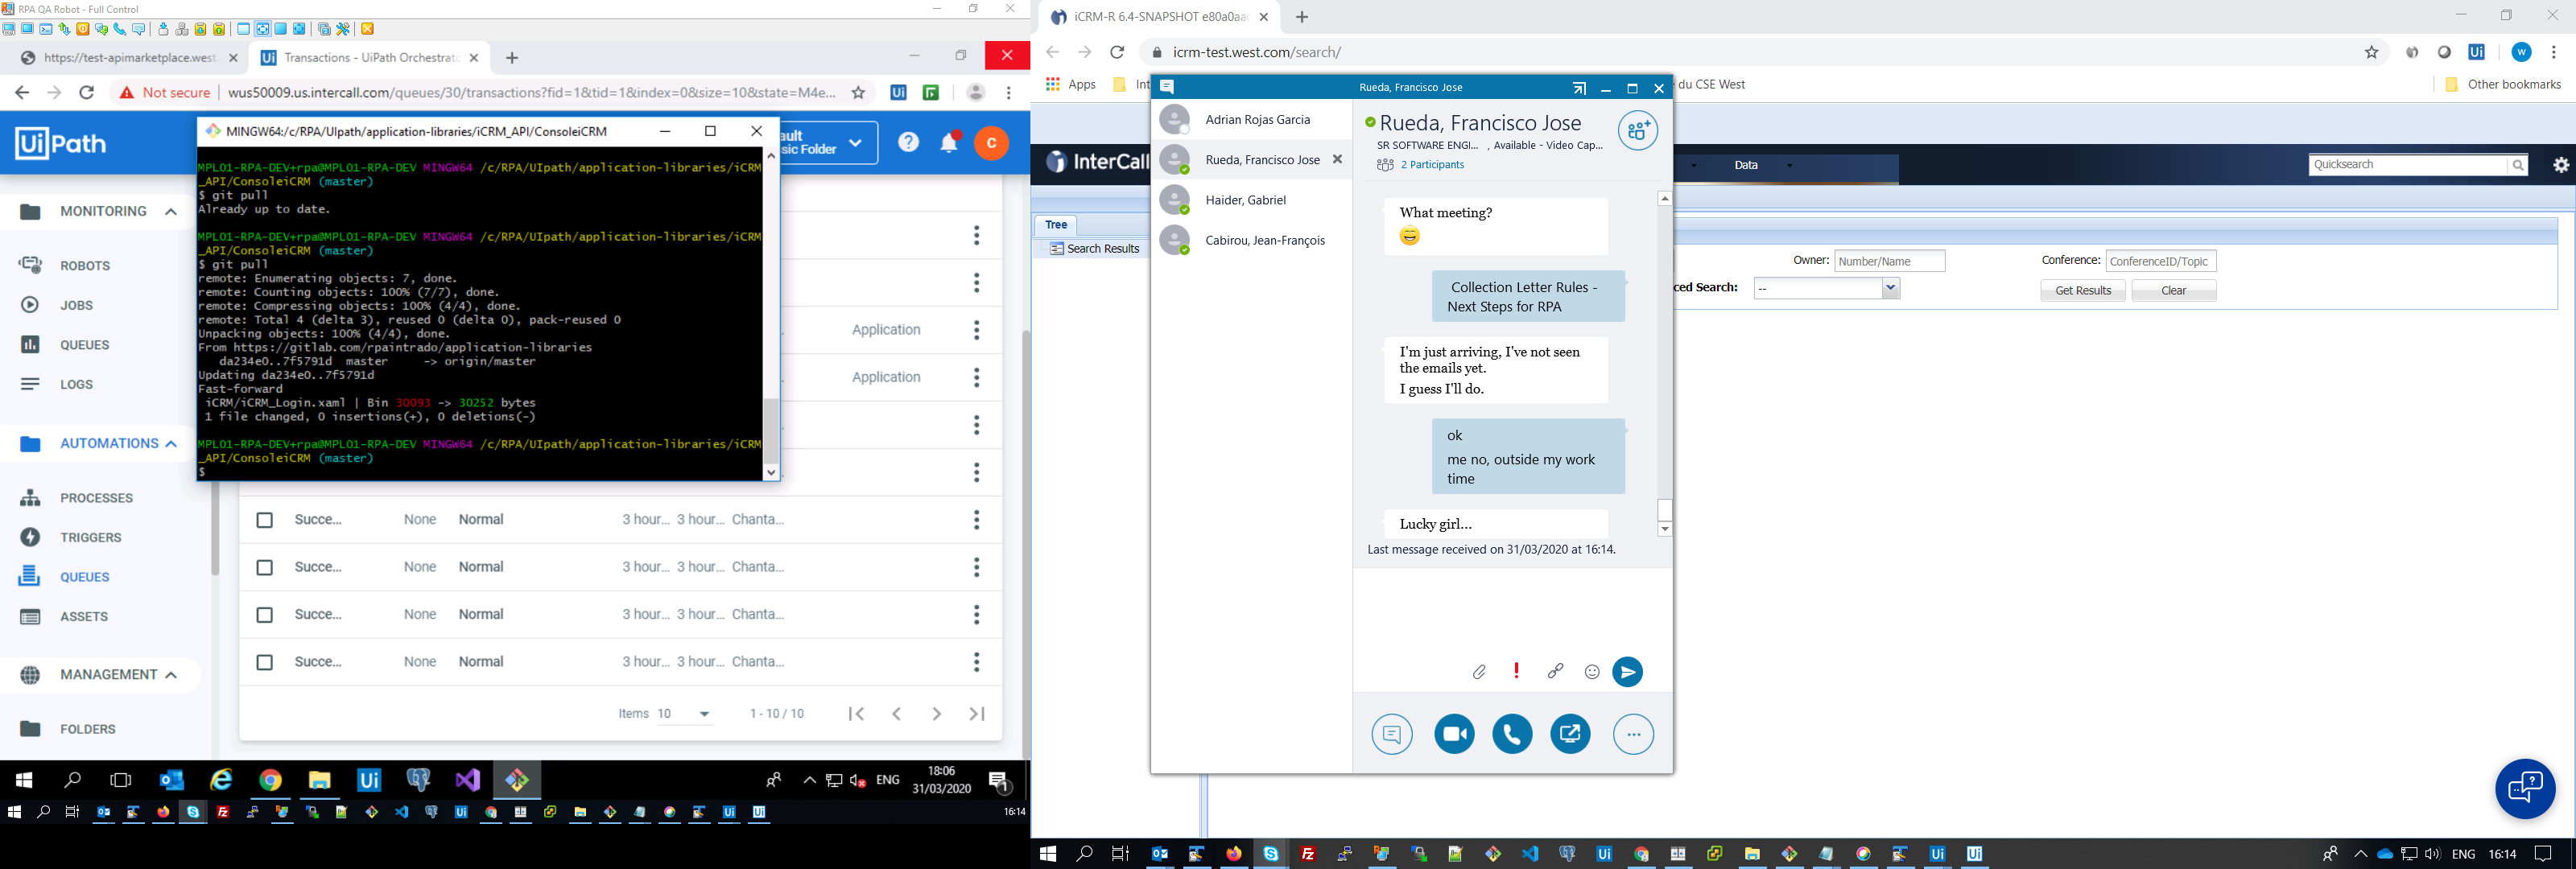 RPA QA Robot - Full Control
https://test-apimarketplace.west.
Transactions - UiPath Orchestrato
Not secure
wus50009.us.intercall.com/queues/30/transactions?fid=1&tid=1&index=0&size=10&state=M4e...
UiPath
ault
sic Folder
C
MONITORING
ROBOTS
JOBS
QUEUES
LOGS
AUTOMATIONS
PROCESSES
TRIGGERS
QUEUES
ASSETS
MANAGEMENT
FOLDERS
MINGW64:/c/RPA/UIpath/application-libraries/iCRM_API/ConsoleiCRM
MPL01-RPA-DEV+rpa@MPL01-RPA-DEV MINGW64 /c/RPA/UIpath/application-libraries/iCRM
_API/ConsoleiCRM (master)
$ git pull
Already up to date.
MPL01-RPA-DEV+rpa@MPL01-RPA-DEV MINGW64 /c/RPA/UIpath/application-libraries/iCRM
_API/ConsoleiCRM (master)
$ git pull
remote: Enumerating objects: 7, done.
remote: Counting objects: 100% (7/7), done.
remote: Compressing objects: 100% (4/4), done.
remote: Total 4 (delta 3), reused 0 (delta 0), pack-reused 0
Unpacking objects: 100% (4/4), done.
From https://gitlab.com/rpaintrado/application-libraries
da234e0..7f5791d master -> origin/master
Updating da234e0..7f5791d
Fast-forward
iCRM/iCRM_Login.xaml | Bin 30093 -> 30252 bytes
1 file changed, 0 insertions(+), 0 deletions(-)
MPL01-RPA-DEV+rpa@MPL01-RPA-DEV MINGW64 /c/RPA/UIpath/application-libraries/iCRM
_API/ConsoleiCRM (master)
$
Application
Application
Succe... None Normal 3 hour... 3 hour... Chanta...
Succe... None Normal 3 hour... 3 hour... Chanta...
Succe... None Normal 3 hour... 3 hour... Chanta...
Succe... None Normal 3 hour... 3 hour... Chanta...
Items 10 1 - 10 / 10
ENG
18:06
31/03/2020
1
16:14
iCRM-R 6.4-SNAPSHOT e80a0aac
icrm-test.west.com/search/
W
Apps
Int
du CSE West
Other bookmarks
InterCall
Data
Quicksearch
Tree
Search Results
Owner: Number/Name
Conference: ConferenceID/Topic
ced Search: --
Get Results
Clear
Rueda, Francisco Jose
Adrian Rojas Garcia
Rueda, Francisco Jose
Haider, Gabriel
Cabirou, Jean-François
Rueda, Francisco Jose
SR SOFTWARE ENGI... , Available - Video Cap...
2 Participants
What meeting?
Collection Letter Rules -
Next Steps for RPA
I'm just arriving, I've not seen
the emails yet.
I guess I'll do.
ok
me no, outside my work
time
Lucky girl...
Last message received on 31/03/2020 at 16:14.
ENG
16:14